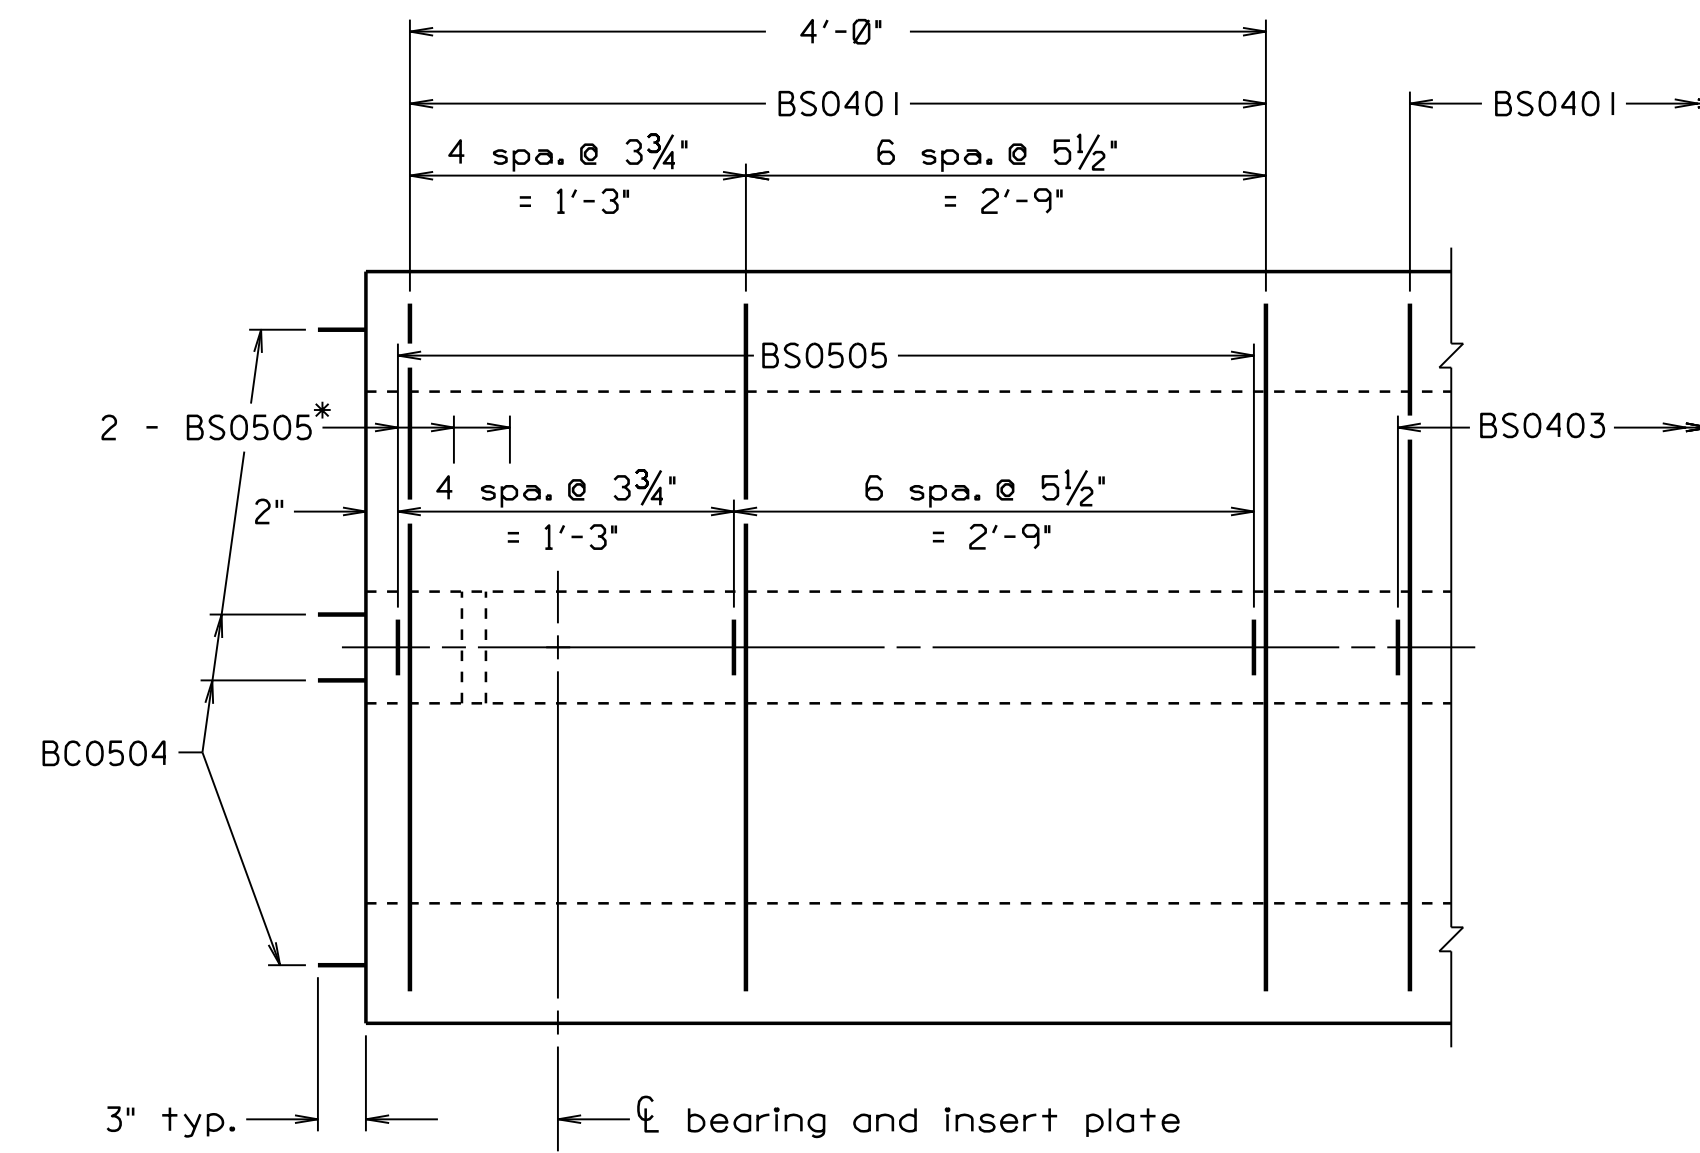 4'-0"
BS0401
BS0401
4 spa. @ 3¾"
= 1'-3"
6 spa. @ 5½"
= 2'-9"
BS0505
2 - BS0505*
BS0403
4 spa. @ 3¾"
= 1'-3"
6 spa. @ 5½"
= 2'-9"
2"
BC0504
3" typ.
℄ bearing and insert plate